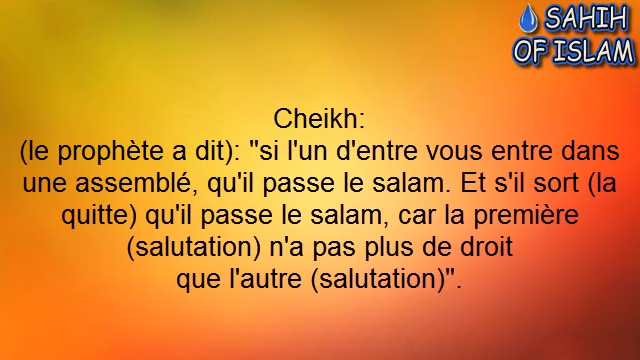 SAHIH
OF ISLAM
Cheikh:
(le prophète a dit): "si l'un d'entre vous entre dans
une assemblé, qu'il passe le salam. Et s'il sort (la
quitte) qu'il passe le salam, car la première
(salutation) n'a pas plus de droit
que l'autre (salutation)".